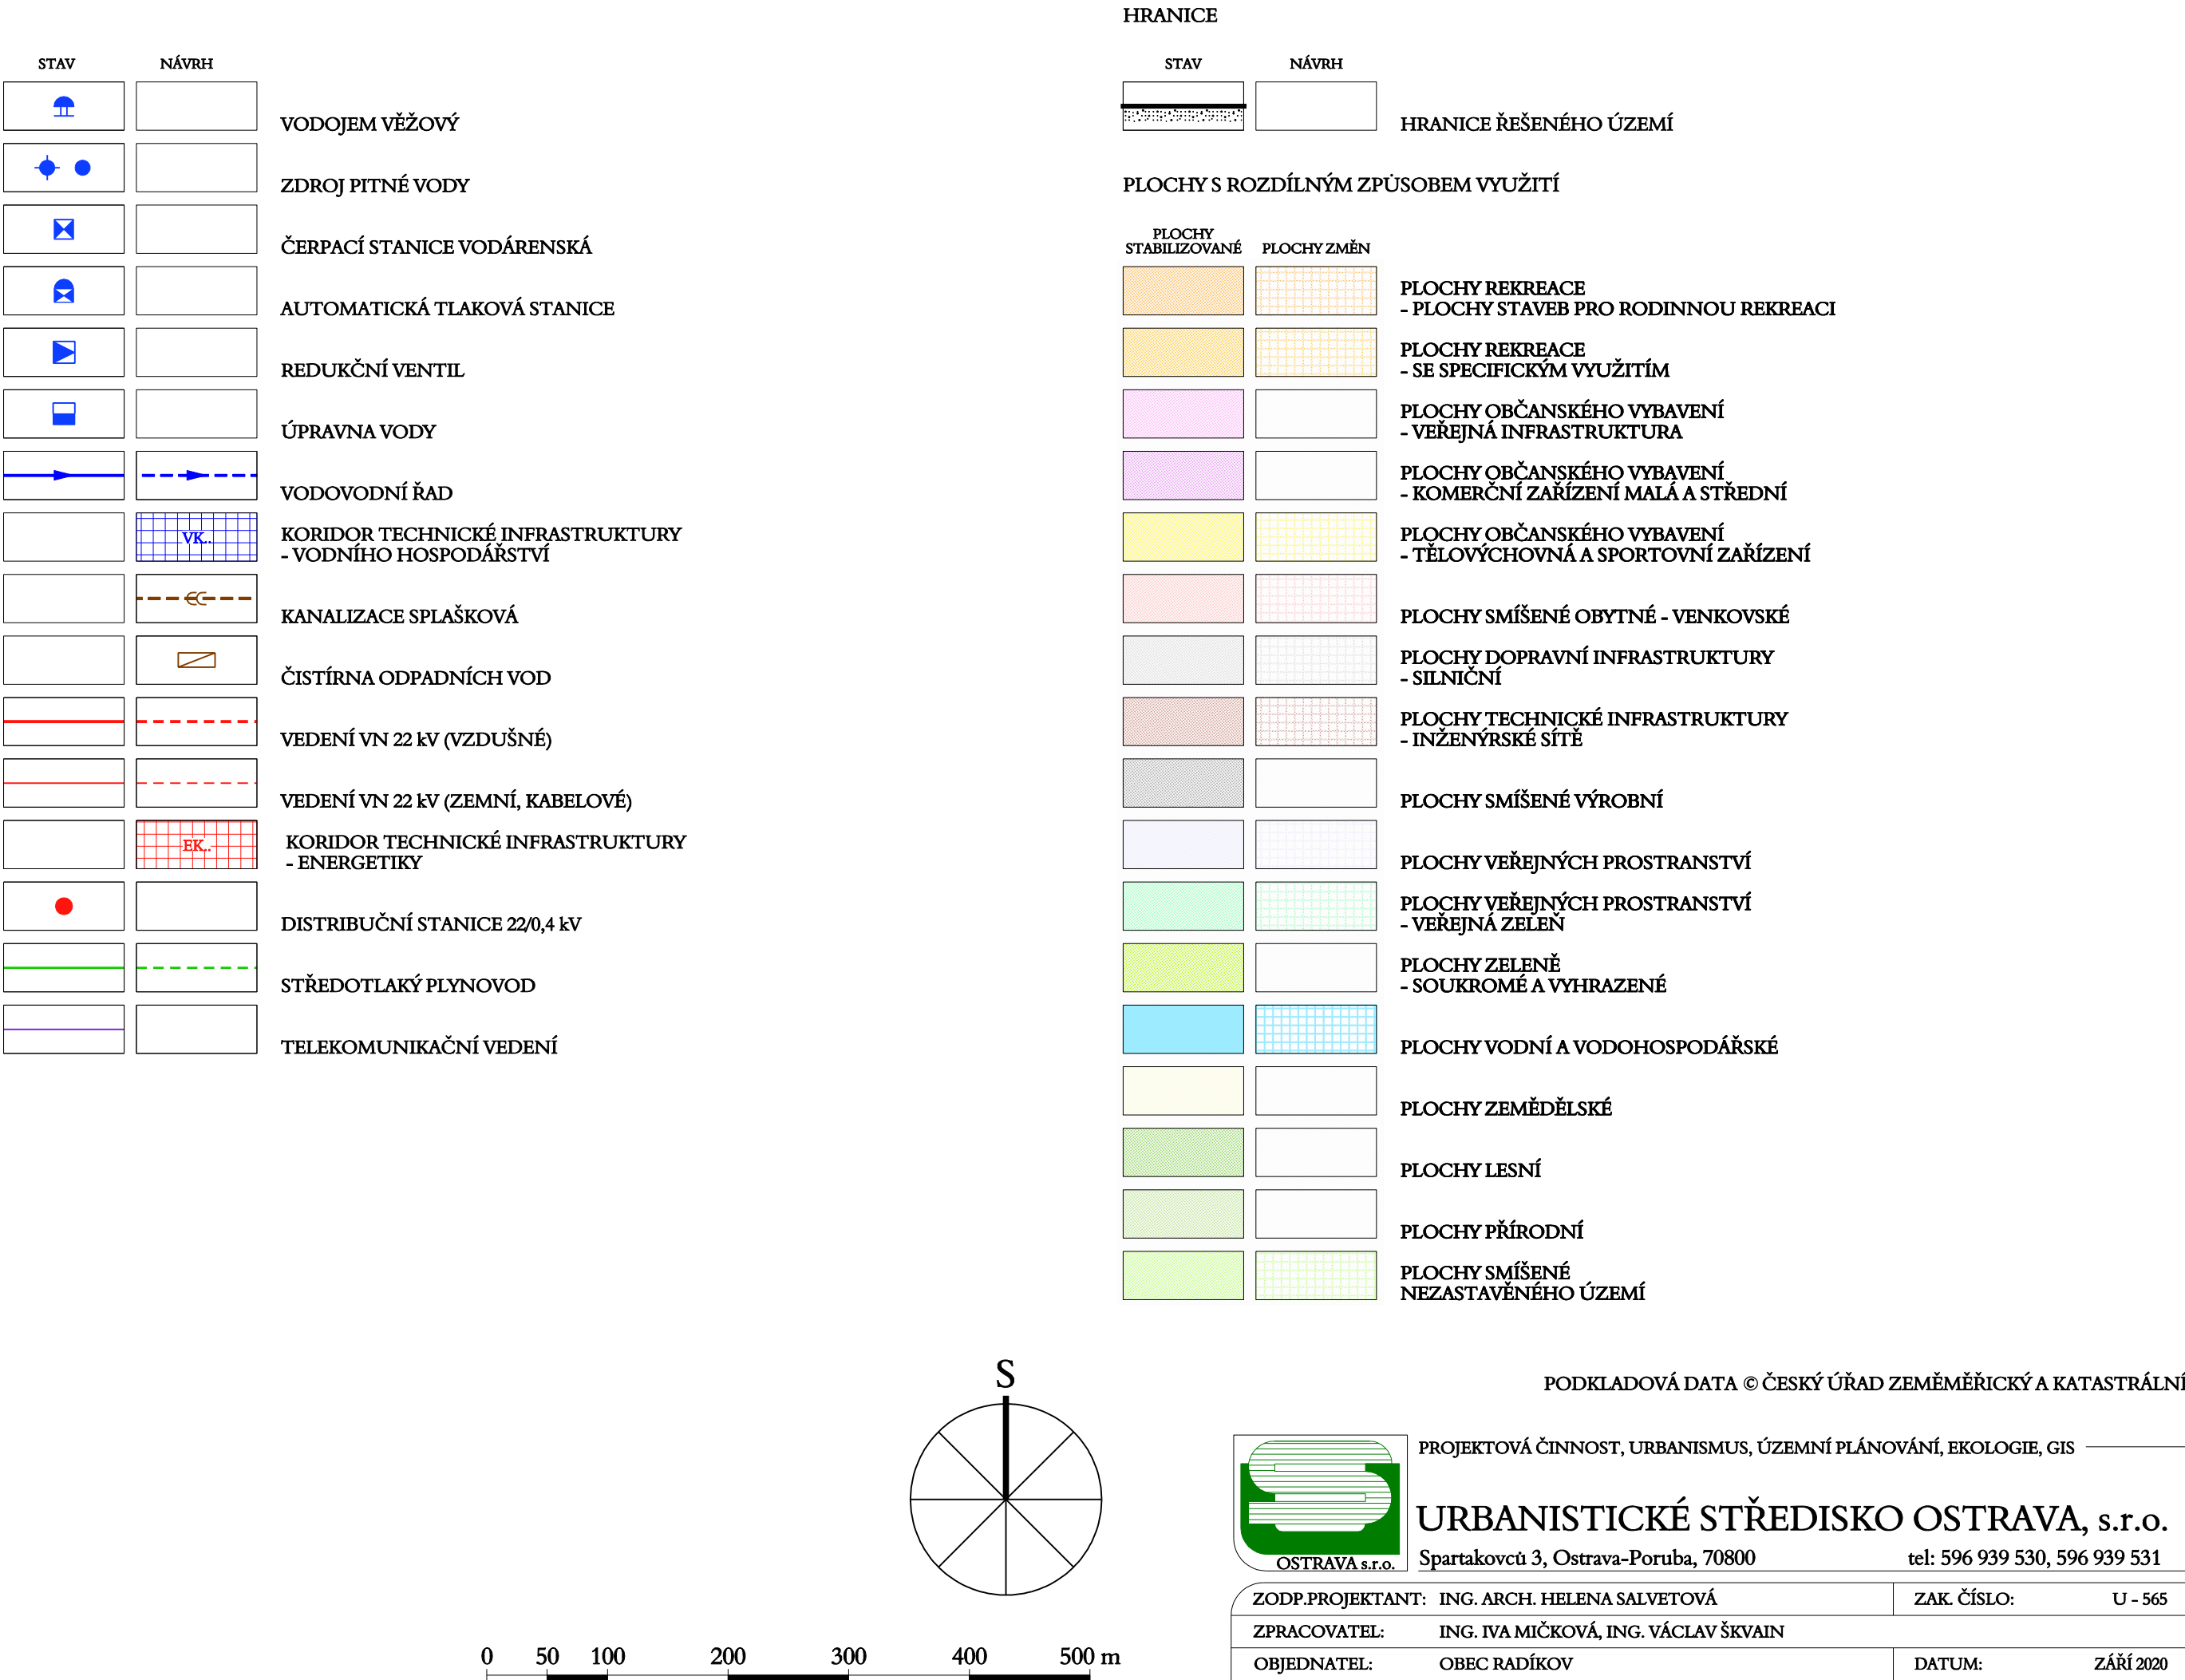 STAV NÁVRH
VODOJEM VĚŽOVÝ
ZDROJ PITNÉ VODY
ČERPACÍ STANICE VODÁRENSKÁ
AUTOMATICKÁ TLAKOVÁ STANICE
REDUKČNÍ VENTIL
ÚPRAVNA VODY
VODOVODNÍ ŘAD
VK..
KORIDOR TECHNICKÉ INFRASTRUKTURY
- VODNÍHO HOSPODÁŘSTVÍ
KANALIZACE SPLAŠKOVÁ
ČISTÍRNA ODPADNÍCH VOD
VEDENÍ VN 22 kV (VZDUŠNÉ)
VEDENÍ VN 22 kV (ZEMNÍ, KABELOVÉ)
EK..
KORIDOR TECHNICKÉ INFRASTRUKTURY
- ENERGETIKY
DISTRIBUČNÍ STANICE 22/0,4 kV
STŘEDOTLAKÝ PLYNOVOD
TELEKOMUNIKAČNÍ VEDENÍ
HRANICE
STAV NÁVRH
HRANICE ŘEŠENÉHO ÚZEMÍ
PLOCHY S ROZDÍLNÝM ZPŮSOBEM VYUŽITÍ
PLOCHY
STABILIZOVANÉ PLOCHY ZMĚN
PLOCHY REKREACE
- PLOCHY STAVEB PRO RODINNOU REKREACI
PLOCHY REKREACE
- SE SPECIFICKÝM VYUŽITÍM
PLOCHY OBČANSKÉHO VYBAVENÍ
- VEŘEJNÁ INFRASTRUKTURA
PLOCHY OBČANSKÉHO VYBAVENÍ
- KOMERČNÍ ZAŘÍZENÍ MALÁ A STŘEDNÍ
PLOCHY OBČANSKÉHO VYBAVENÍ
- TĚLOVÝCHOVNÁ A SPORTOVNÍ ZAŘÍZENÍ
PLOCHY SMÍŠENÉ OBYTNÉ - VENKOVSKÉ
PLOCHY DOPRAVNÍ INFRASTRUKTURY
- SILNIČNÍ
PLOCHY TECHNICKÉ INFRASTRUKTURY
- INŽENÝRSKÉ SÍTĚ
PLOCHY SMÍŠENÉ VÝROBNÍ
PLOCHY VEŘEJNÝCH PROSTRANSTVÍ
PLOCHY VEŘEJNÝCH PROSTRANSTVÍ
- VEŘEJNÁ ZELEŇ
PLOCHY ZELENĚ
- SOUKROMÉ A VYHRAZENÉ
PLOCHY VODNÍ A VODOHOSPODÁŘSKÉ
PLOCHY ZEMĚDĚLSKÉ
PLOCHY LESNÍ
PLOCHY PŘÍRODNÍ
PLOCHY SMÍŠENÉ
NEZASTAVĚNÉHO ÚZEMÍ
S
0 50 100 200 300 400 500 m
PODKLADOVÁ DATA © ČESKÝ ÚŘAD ZEMĚMĚŘICKÝ A KATASTRÁLNÍ
PROJEKTOVÁ ČINNOST, URBANISMUS, ÚZEMNÍ PLÁNOVÁNÍ, EKOLOGIE, GIS
URBANISTICKÉ STŘEDISKO OSTRAVA, s.r.o.
OSTRAVA s.r.o.
Spartakovců 3, Ostrava-Poruba, 70800 tel: 596 939 530, 596 939 531
ZODP.PROJEKTANT: ING. ARCH. HELENA SALVETOVÁ ZAK. ČÍSLO: U - 565
ZPRACOVATEL: ING. IVA MIČKOVÁ, ING. VÁCLAV ŠKVAIN
OBJEDNATEL: OBEC RADÍKOV DATUM: ZÁŘÍ 2020